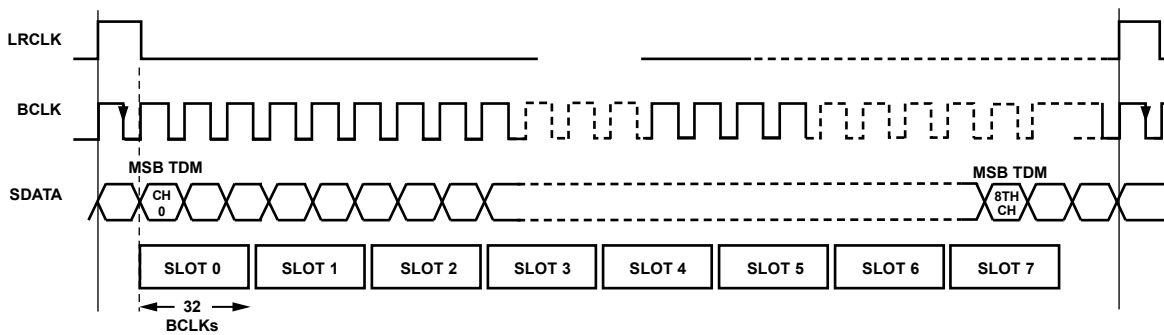 LRCLK
BCLK
MSB TDM
MSB TDM
SDATA
CH
0
8TH
CH
SLOT 0
SLOT 1
SLOT 2
SLOT 3
SLOT 4
SLOT 5
SLOT 6
SLOT 7
32
BCLKs